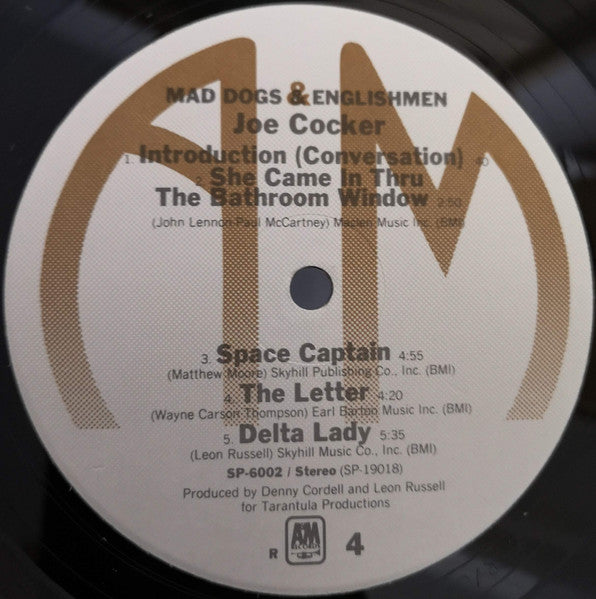 MAD DOGS & ENGLISHMEN
Joe Cocker
1. Introduction (Conversation) :40
2. She Came In Thru
The Bathroom Window 2:50
(John Lennon-Paul McCartney) Maclen Music Inc. (BMI)
3. Space Captain 4:55
(Matthew Moore) Skyhill Publishing Co., Inc. (BMI)
4. The Letter 4:20
(Wayne Carson Thompson) Earl Barton Music Inc. (BMI)
5. Delta Lady 5:35
(Leon Russell) Skyhill Music Co., Inc. (BMI)
SP-6002 / Stereo (SP-19018)
Produced by Denny Cordell and Leon Russell
for Tarantula Productions
R A&M RECORDS 4